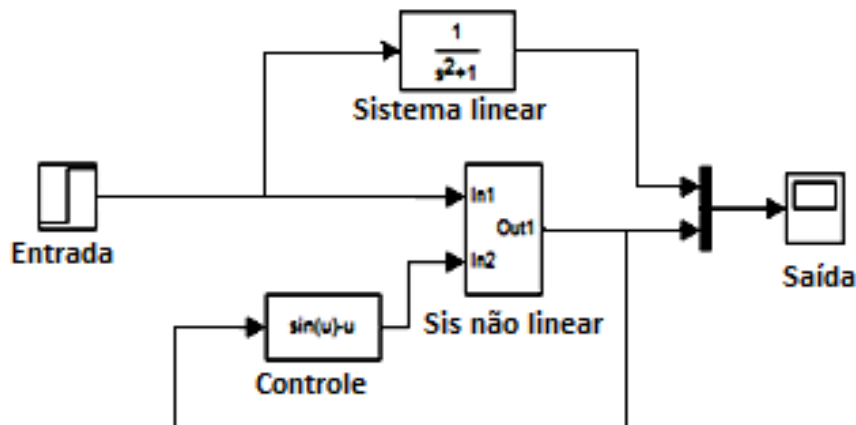 1
s²+1
Sistema linear
In1
Out1
Entrada
In2
Saída
sin(u)-u
Sis não linear
Controle